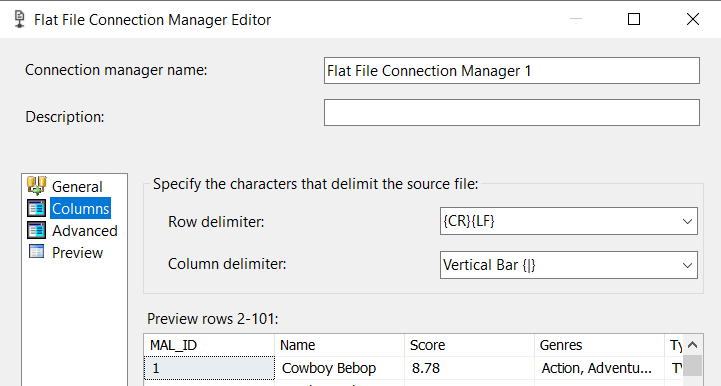 Flat File Connection Manager Editor
Connection manager name: Flat File Connection Manager 1
Description:
General
Columns
Advanced
Preview
Specify the characters that delimit the source file:
Row delimiter: {CR}{LF}
Column delimiter: Vertical Bar {|}
Preview rows 2-101:
MAL_ID Name Score Genres Ty
1 Cowboy Bebop 8.78 Action, Adventu...